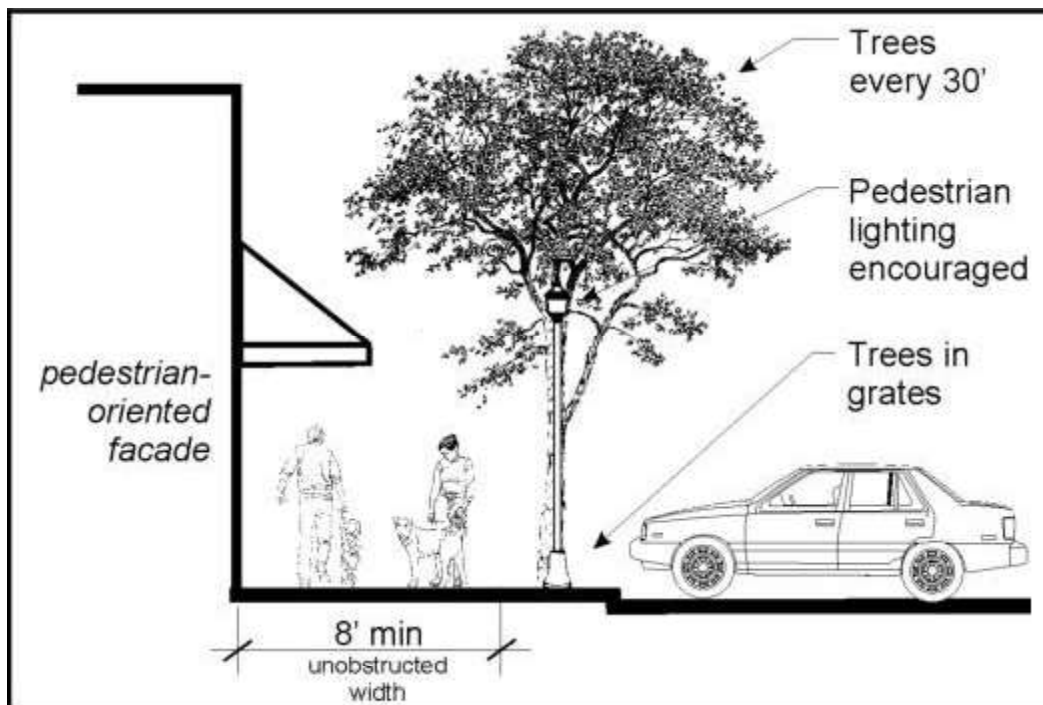 Trees
every 30'
Pedestrian
lighting
encouraged
Trees in
grates
pedestrian-
oriented
facade
8' min
unobstructed
width